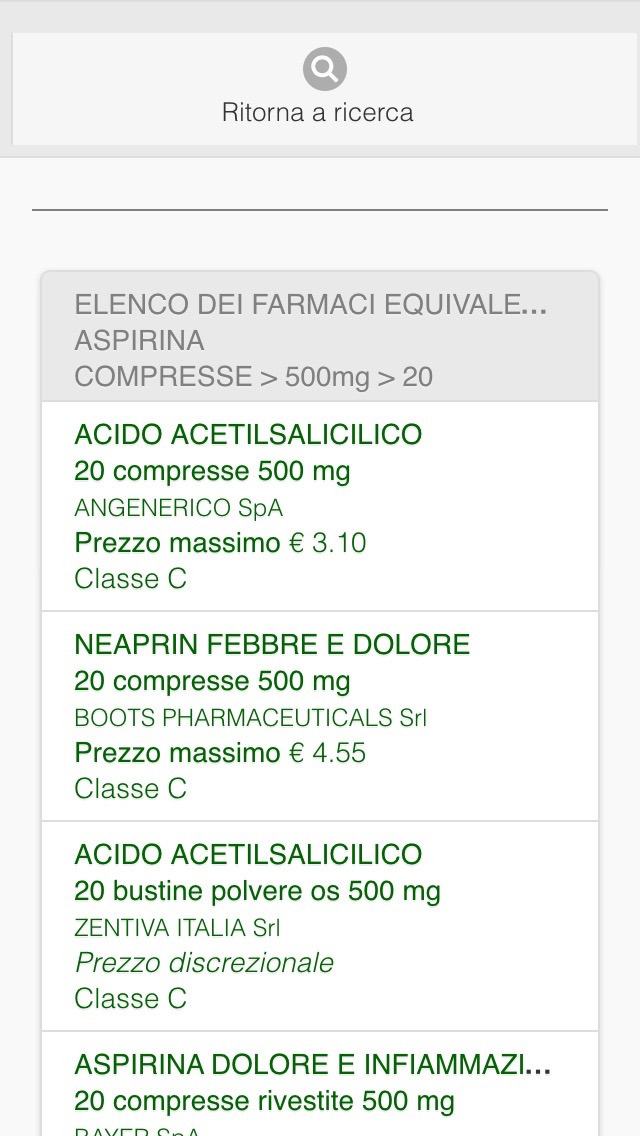 Ritorna a ricerca
ELENCO DEI FARMACI EQUIVALE...
ASPIRINA
COMPRESSE > 500mg > 20
ACIDO ACETILSALICILICO
20 compresse 500 mg
ANGENERICO SpA
Prezzo massimo € 3.10
Classe C
NEAPRIN FEBBRE E DOLORE
20 compresse 500 mg
BOOTS PHARMACEUTICALS Srl
Prezzo massimo € 4.55
Classe C
ACIDO ACETILSALICILICO
20 bustine polvere os 500 mg
ZENTIVA ITALIA Srl
Prezzo discrezionale
Classe C
ASPIRINA DOLORE E INFIAMMAZI...
20 compresse rivestite 500 mg
BAYER SpA